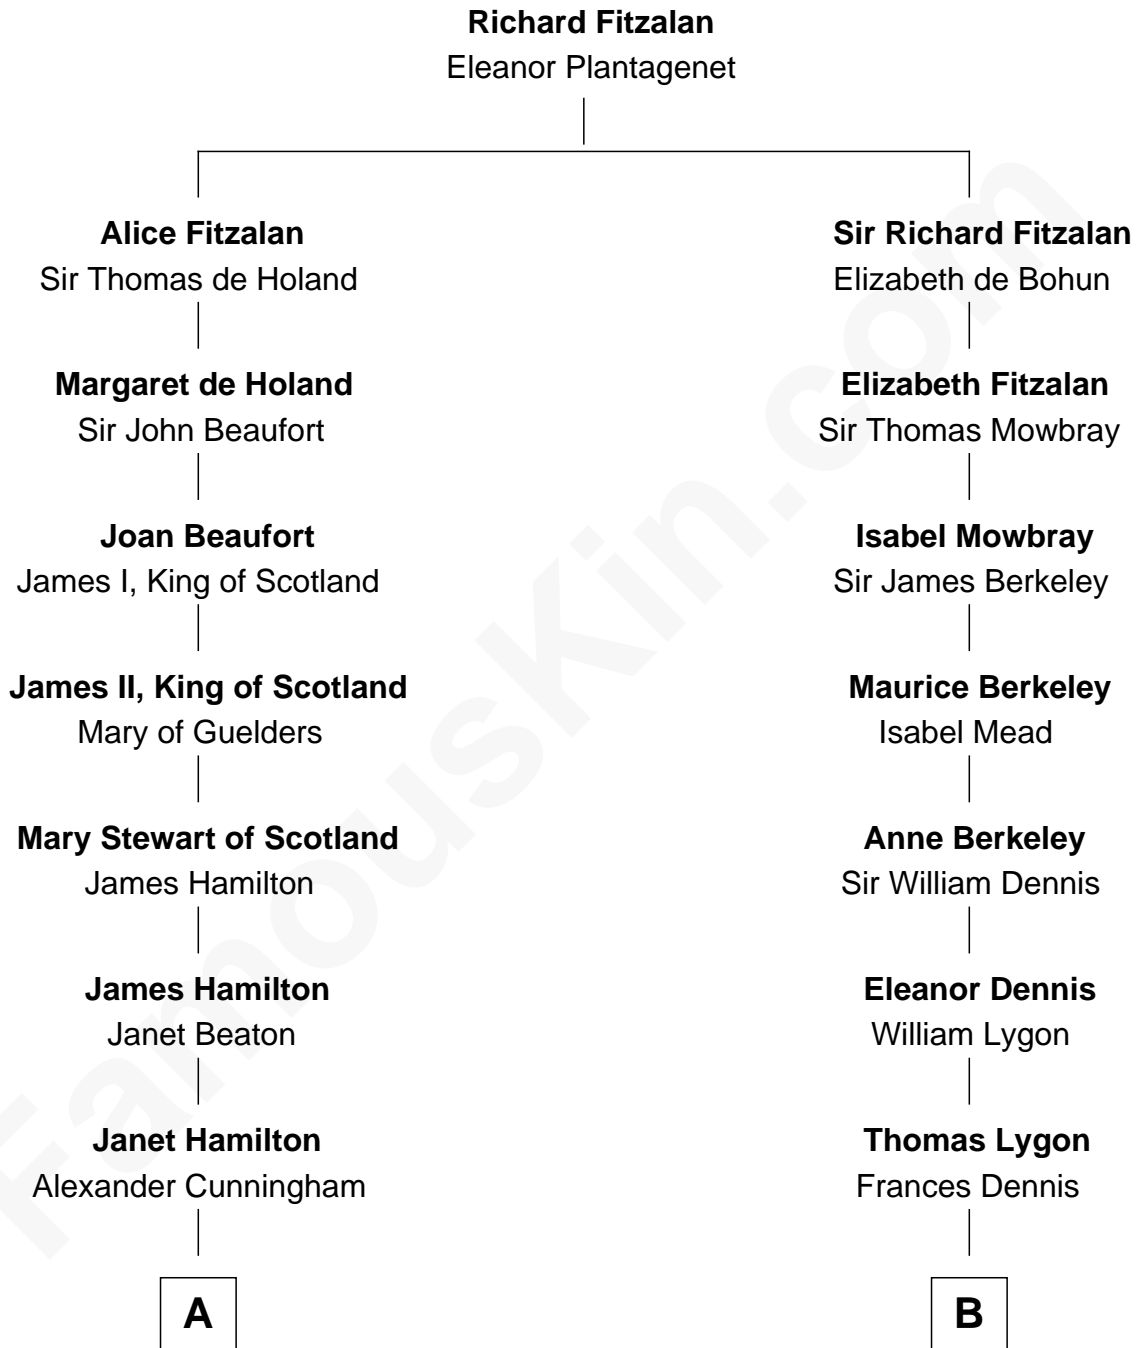 Richard Fitzalan
Eleanor Plantagenet
Alice Fitzalan
Sir Thomas de Holand
Sir Richard Fitzalan
Elizabeth de Bohun
Margaret de Holand
Sir John Beaufort
Elizabeth Fitzalan
Sir Thomas Mowbray
Joan Beaufort
James I, King of Scotland
Isabel Mowbray
Sir James Berkeley
James II, King of Scotland
Mary of Guelders
Maurice Berkeley
Isabel Mead
Mary Stewart of Scotland
James Hamilton
Anne Berkeley
Sir William Dennis
James Hamilton
Janet Beaton
Eleanor Dennis
William Lygon
Janet Hamilton
Alexander Cunningham
Thomas Lygon
Frances Dennis
A
B
FamousKin.com